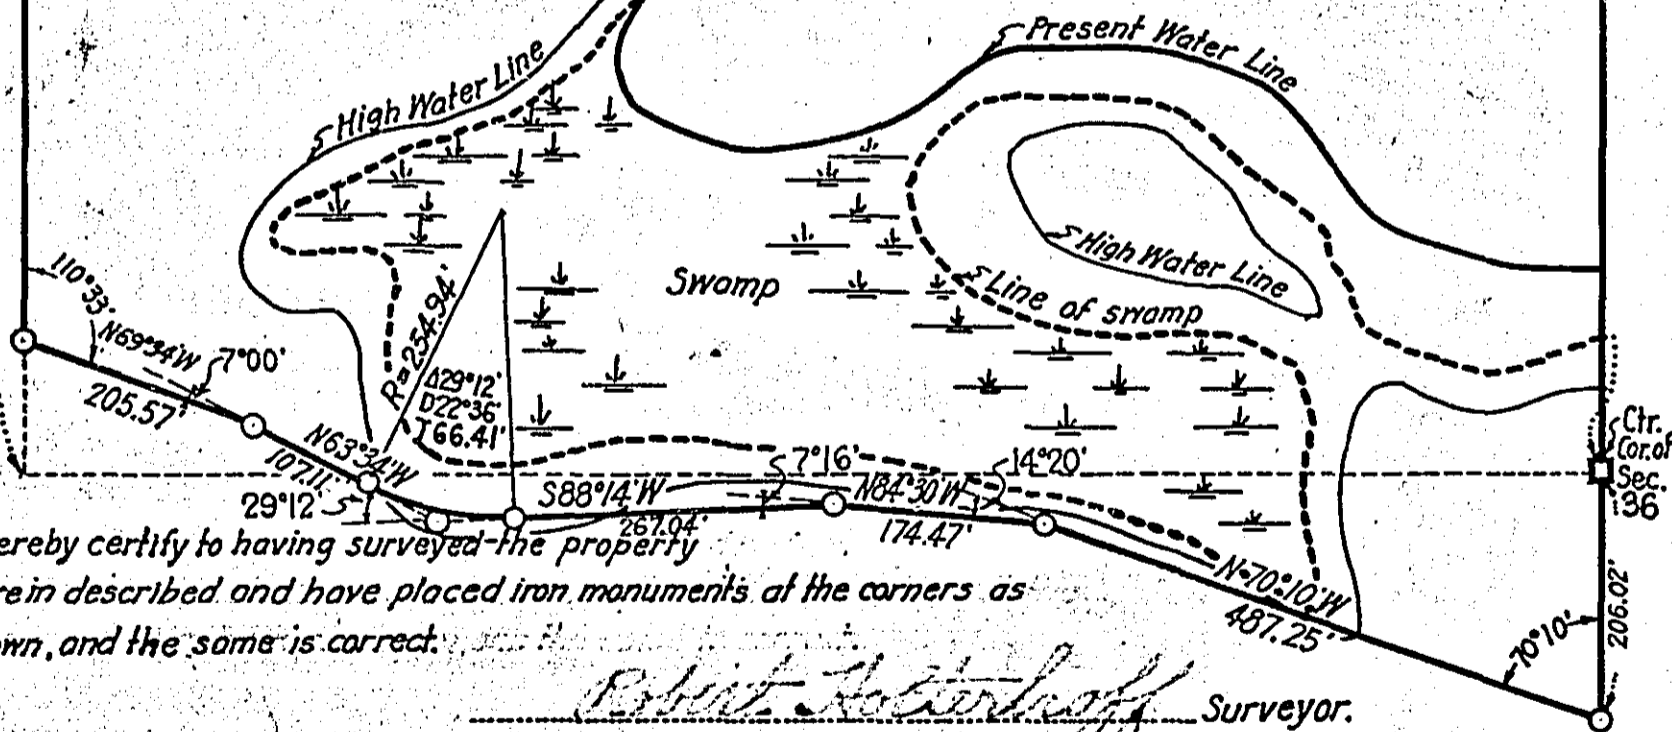 Present Water Line
High Water Line
High Water Line
Swamp
Line of swamp
110°33'
N69°34'W
7°00'
205.57'
R=254.94'
Δ29°12'
D22°36'
T66.41'
N63°34'W
107.11'
29°12'
S88°14'W
267.04'
7°16'
N84°30'W
174.47'
14°20'
N70°10'W
487.25'
70°10'
206.02'
Ctr.
Cor. of
Sec.
36
ereby certify to having surveyed the property
rein described and have placed iron monuments at the corners as
own, and the same is correct.
Robert Surveyor.